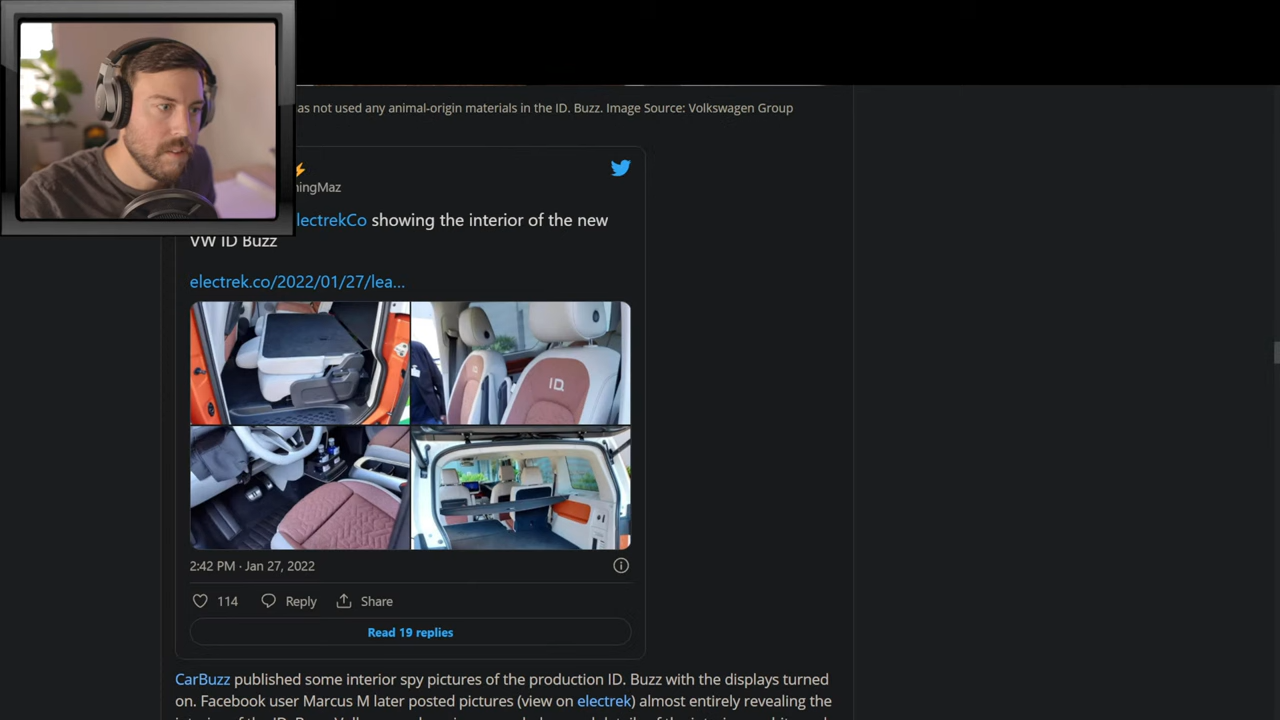 as not used any animal-origin materials in the ID. Buzz. Image Source: Volkswagen Group
ningMaz
lectrekCo showing the interior of the new
VW ID Buzz
electrek.co/2022/01/27/lea...
ID.
2:42 PM · Jan 27, 2022
114 Reply Share
Read 19 replies
CarBuzz published some interior spy pictures of the production ID. Buzz with the displays turned
on. Facebook user Marcus M later posted pictures (view on electrek) almost entirely revealing the